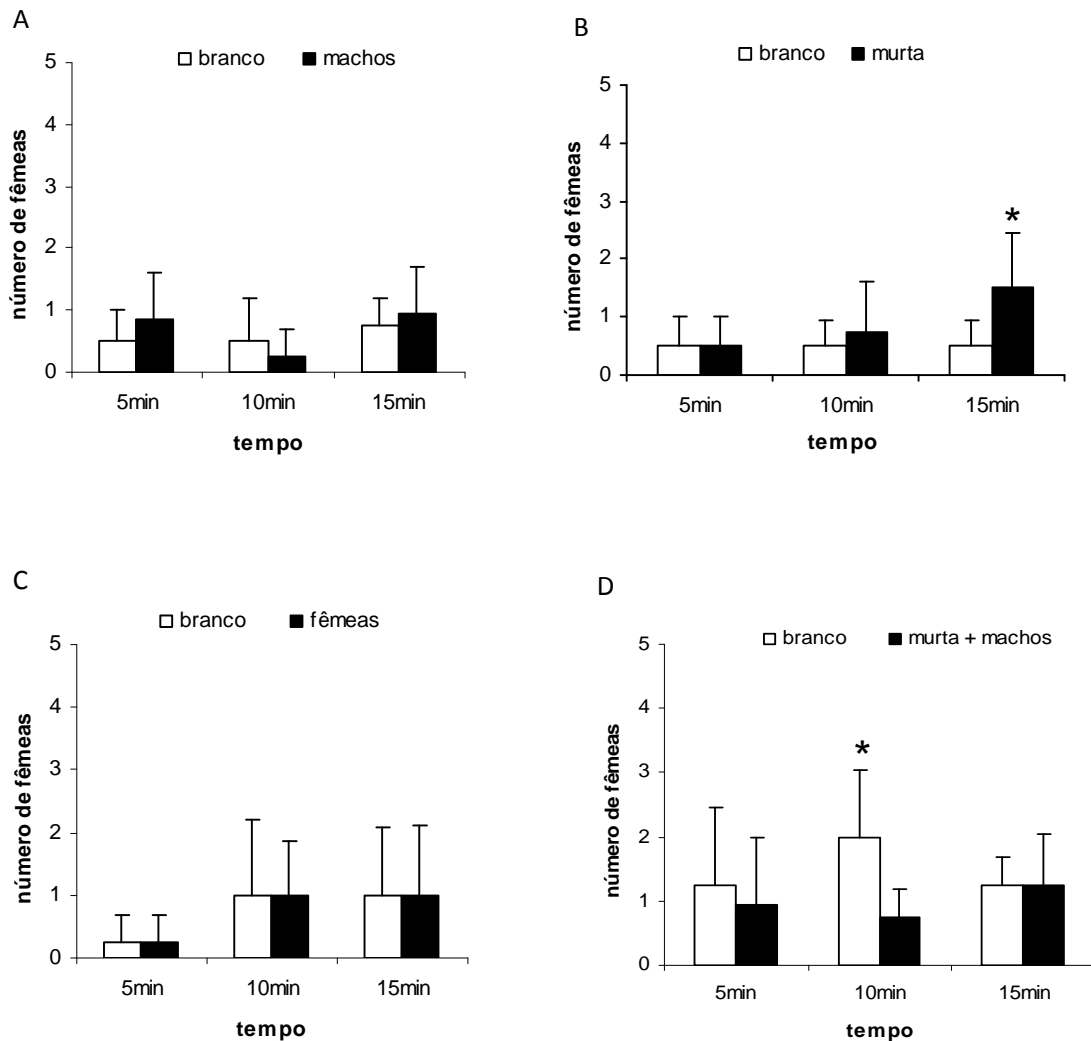 A
branco machos
número de fêmeas
5
4
3
2
1
0
5min 10min 15min
tempo
B
branco murta
número de fêmeas
5
4
3
2
1
0
*
5min 10min 15min
tempo
C
branco fêmeas
número de fêmeas
5
4
3
2
1
0
5min 10min 15min
tempo
D
branco murta + machos
número de fêmeas
5
4
3
2
1
0
*
5min 10min 15min
tempo